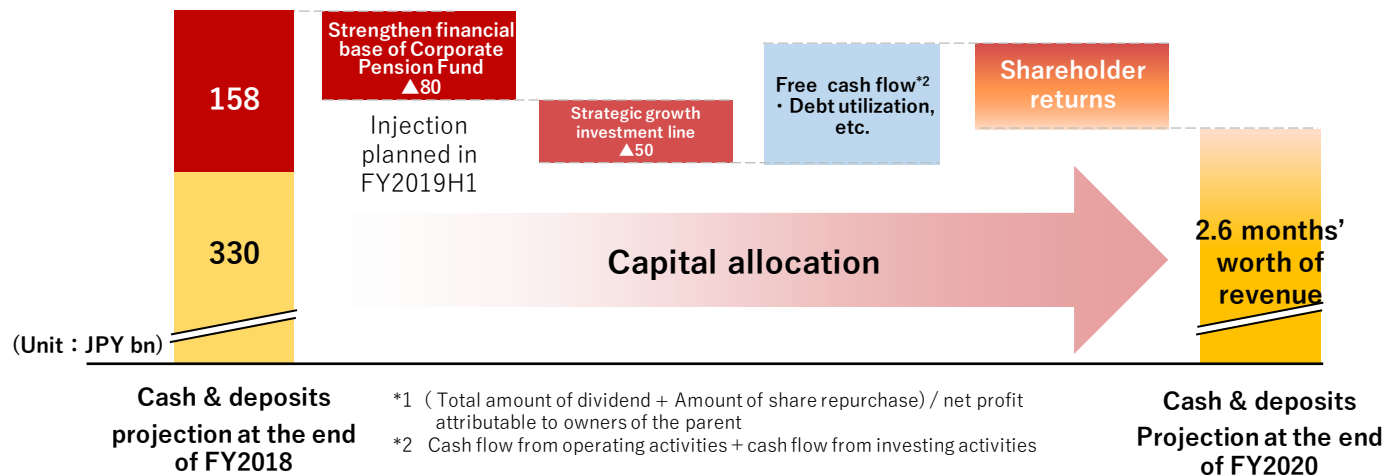 158
330
(Unit：JPY bn)
Strengthen financial
base of Corporate
Pension Fund
▲80
Injection
planned in
FY2019H1
Strategic growth
investment line
▲50
Free cash flow*2
・Debt utilization,
etc.
Shareholder
returns
Capital allocation
2.6 months’
worth of
revenue
Cash & deposits
projection at the end
of FY2018
*1 （Total amount of dividend + Amount of share repurchase) / net profit
attributable to owners of the parent
*2 Cash flow from operating activities + cash flow from investing activities
Cash & deposits
Projection at the end
of FY2020